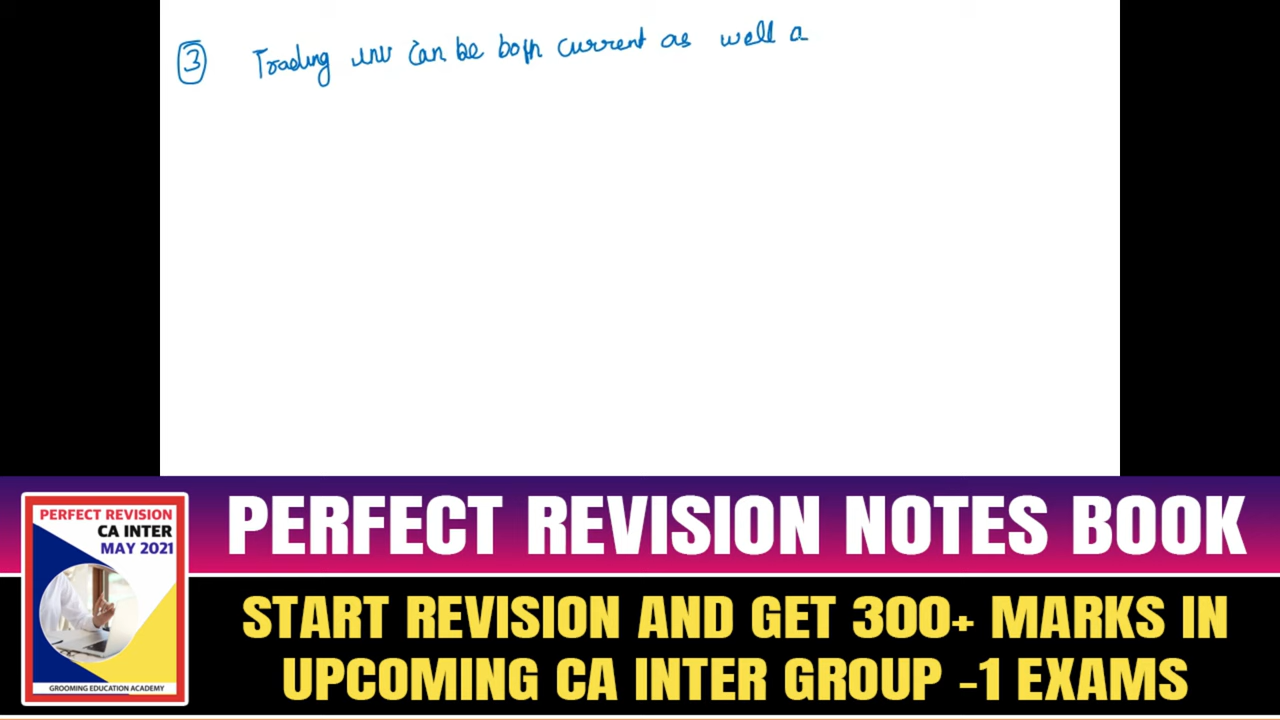 3 Trading inv can be both current as well a
PERFECT REVISION NOTES BOOK
PERFECT REVISION
CA INTER
MAY 2021
GROOMING EDUCATION ACADEMY
START REVISION AND GET 300+ MARKS IN
UPCOMING CA INTER GROUP -1 EXAMS